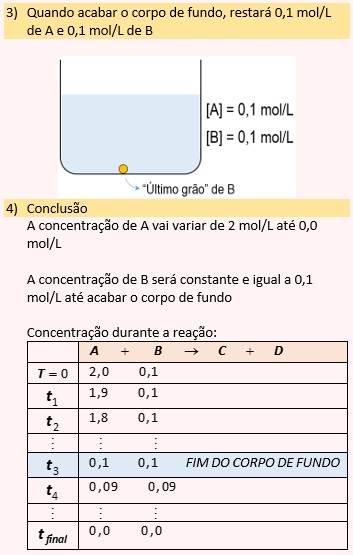 3) Quando acabar o corpo de fundo, restará 0,1 mol/L
de A e 0,1 mol/L de B
[A] = 0,1 mol/L
[B] = 0,1 mol/L
"Último grão" de B
4) Conclusão
A concentração de A vai variar de 2 mol/L até 0,0
mol/L
A concentração de B será constante e igual a 0,1
mol/L até acabar o corpo de fundo
Concentração durante a reação:
A + B → C + D
T = 0 2,0 0,1
t1 1,9 0,1
t2 1,8 0,1
⋮ ⋮ ⋮
t3 0,1 0,1 FIM DO CORPO DE FUNDO
t4 0,09 0,09
⋮ ⋮ ⋮
tfinal 0,0 0,0